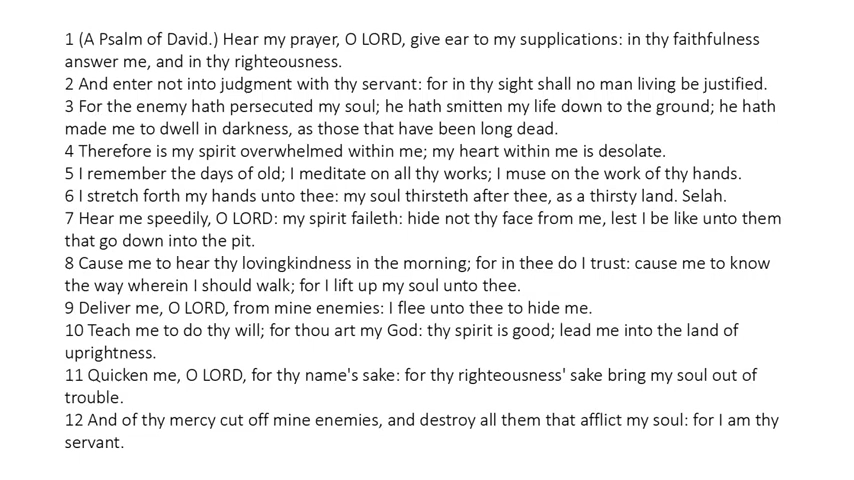 1 (A Psalm of David.) Hear my prayer, O LORD, give ear to my supplications: in thy faithfulness
answer me, and in thy righteousness.
2 And enter not into judgment with thy servant: for in thy sight shall no man living be justified.
3 For the enemy hath persecuted my soul; he hath smitten my life down to the ground; he hath
made me to dwell in darkness, as those that have been long dead.
4 Therefore is my spirit overwhelmed within me; my heart within me is desolate.
5 I remember the days of old; I meditate on all thy works; I muse on the work of thy hands.
6 I stretch forth my hands unto thee: my soul thirsteth after thee, as a thirsty land. Selah.
7 Hear me speedily, O LORD: my spirit faileth: hide not thy face from me, lest I be like unto them
that go down into the pit.
8 Cause me to hear thy lovingkindness in the morning; for in thee do I trust: cause me to know
the way wherein I should walk; for I lift up my soul unto thee.
9 Deliver me, O LORD, from mine enemies: I flee unto thee to hide me.
10 Teach me to do thy will; for thou art my God: thy spirit is good; lead me into the land of
uprightness.
11 Quicken me, O LORD, for thy name's sake: for thy righteousness' sake bring my soul out of
trouble.
12 And of thy mercy cut off mine enemies, and destroy all them that afflict my soul: for I am thy
servant.